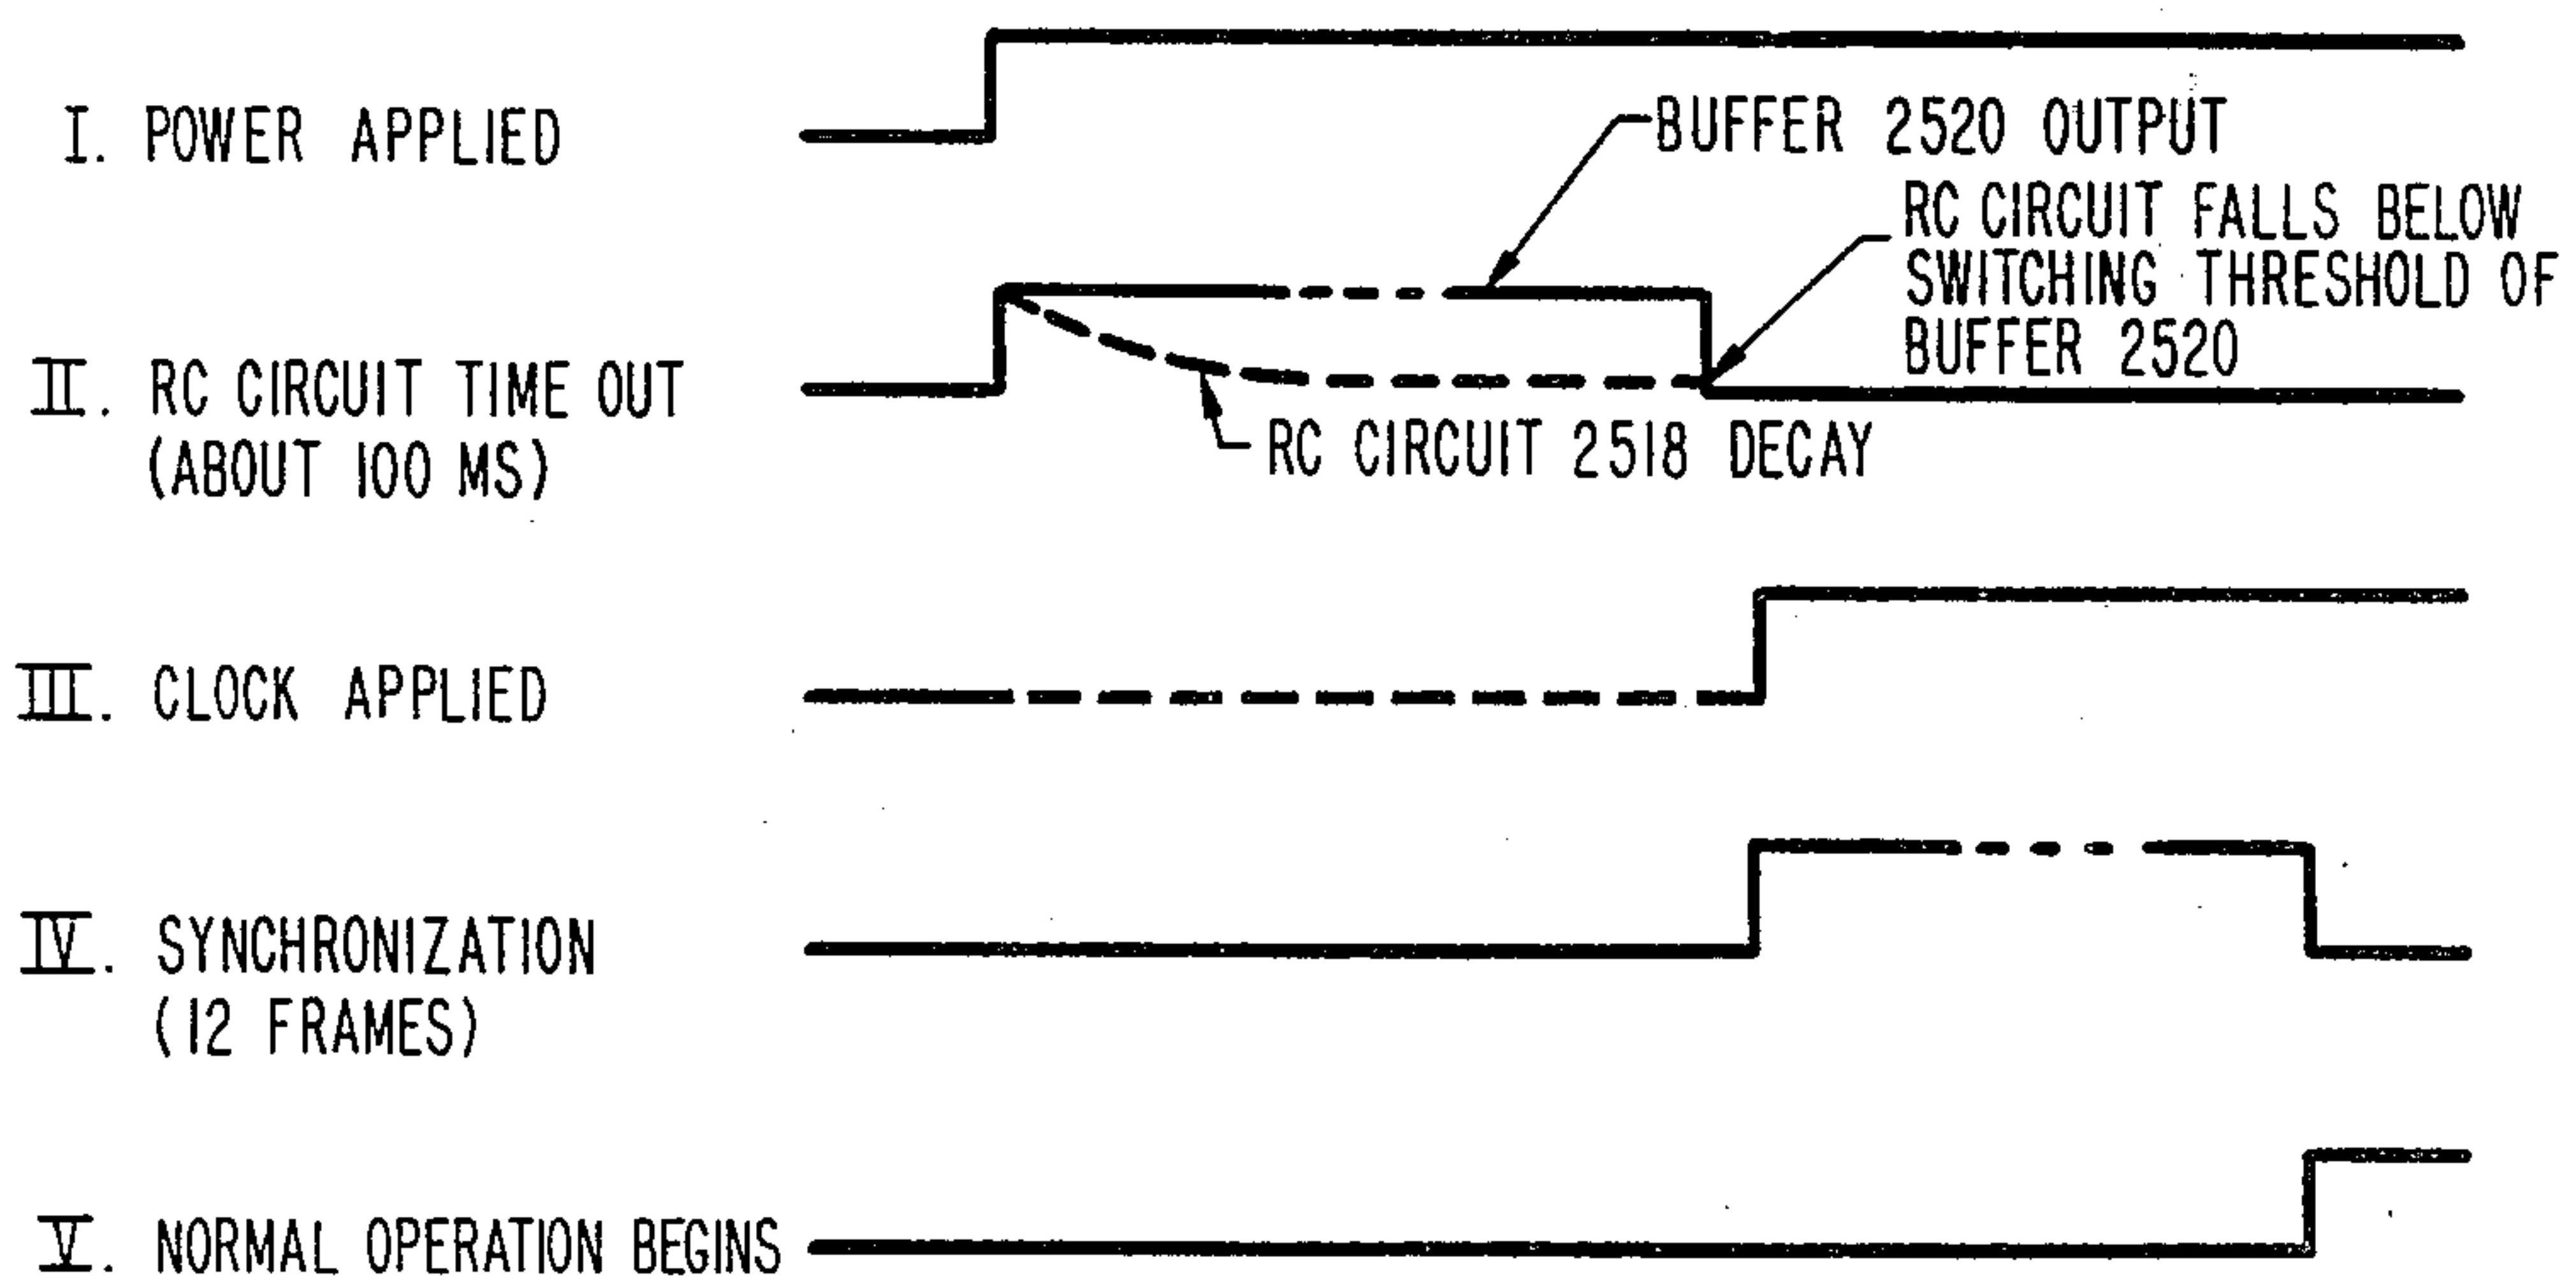 I. POWER APPLIED
BUFFER 2520 OUTPUT
RC CIRCUIT FALLS BELOW
SWITCHING THRESHOLD OF
BUFFER 2520
II. RC CIRCUIT TIME OUT
(ABOUT 100 MS)
RC CIRCUIT 2518 DECAY
III. CLOCK APPLIED
IV. SYNCHRONIZATION
(12 FRAMES)
V. NORMAL OPERATION BEGINS